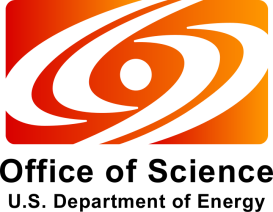 Office of Science
U.S. Department of Energy